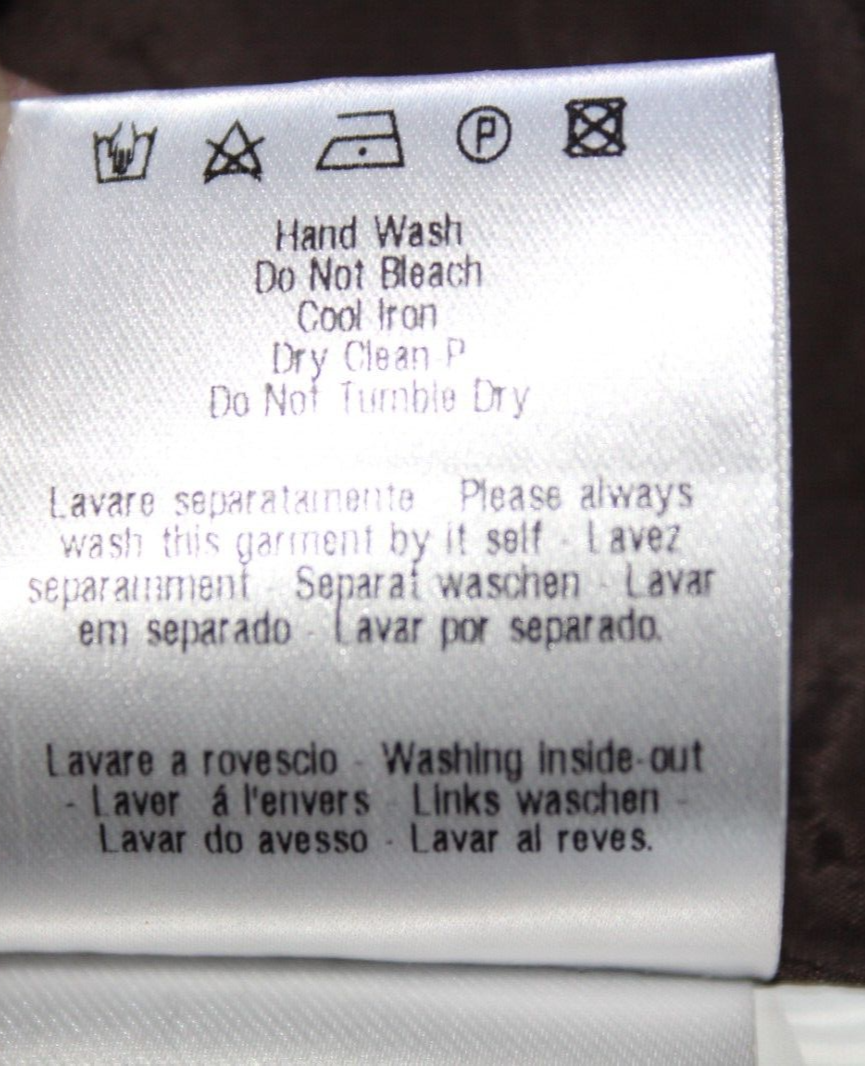 P
Hand Wash
Do Not Bleach
Cool Iron
Dry Clean P
Do Not Tumble Dry
Lavare separatamente Please always
wash this garment by it self - Lavez
separamment - Separat waschen - Lavar
em separado - Lavar por separado.
Lavare a rovescio - Washing inside-out
- Laver á l'envers - Links waschen -
Lavar do avesso - Lavar al reves.